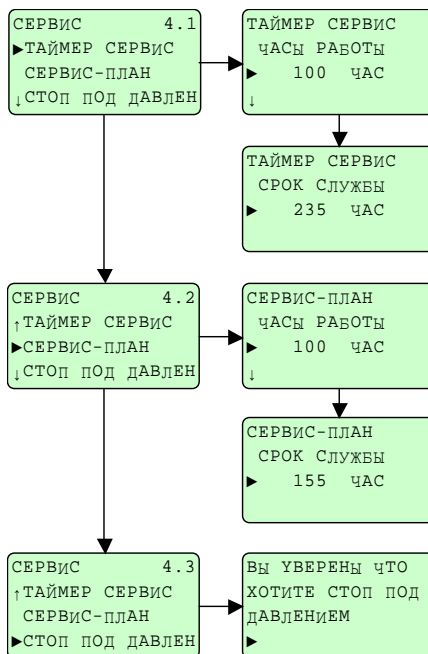 СЕРВИС 4.1
►ТАЙМЕР СЕРВИС
СЕРВИС-ПЛАН
↓СТОП ПОД ДАВЛЕН
ТАЙМЕР СЕРВИС
ЧАСЫ РАБОТЫ
► 100 ЧАС
↓
ТАЙМЕР СЕРВИС
СРОК СЛУЖБЫ
► 235 ЧАС
СЕРВИС 4.2
↑ТАЙМЕР СЕРВИС
►СЕРВИС-ПЛАН
↓СТОП ПОД ДАВЛЕН
СЕРВИС-ПЛАН
ЧАСЫ РАБОТЫ
► 100 ЧАС
↓
СЕРВИС-ПЛАН
СРОК СЛУЖБЫ
► 155 ЧАС
СЕРВИС 4.3
↑ТАЙМЕР СЕРВИС
СЕРВИС-ПЛАН
►СТОП ПОД ДАВЛЕН
ВЫ УВЕРЕНЫ ЧТО
ХОТИТЕ СТОП ПОД
ДАВЛЕНИЕМ
►